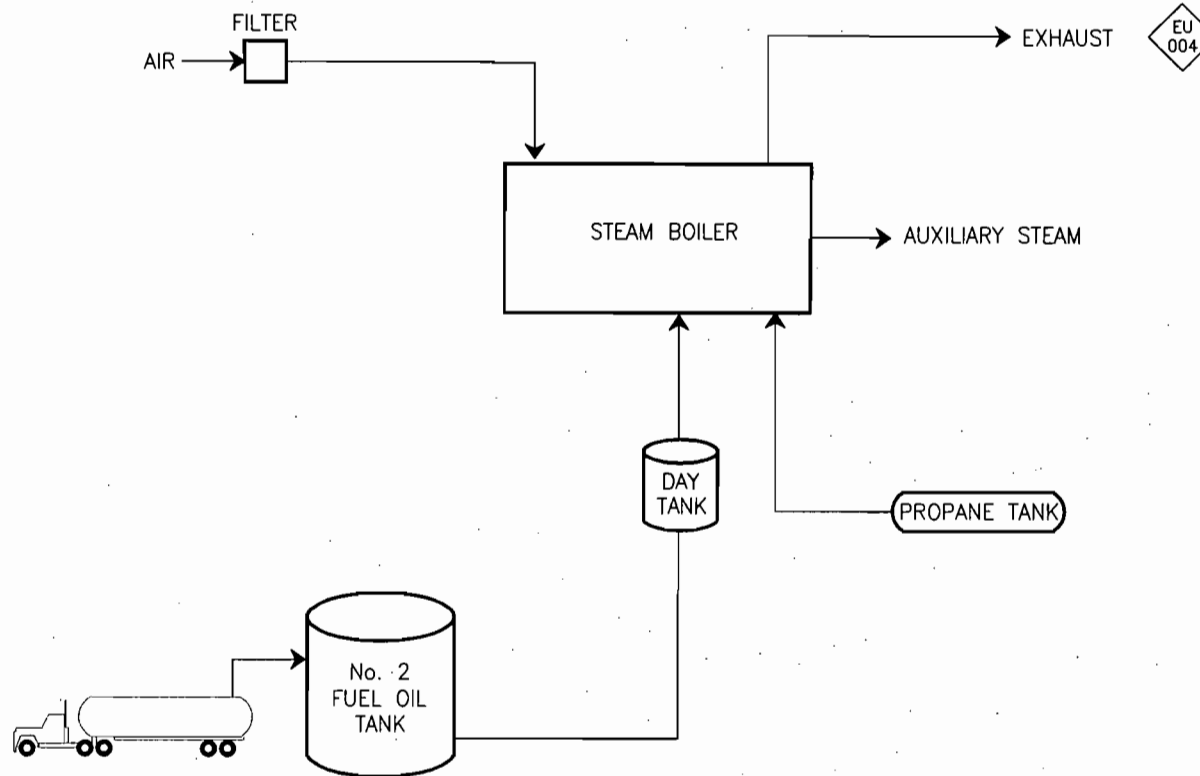 FILTER
AIR
EXHAUST
EU
004
STEAM BOILER
AUXILIARY STEAM
DAY
TANK
PROPANE TANK
No. 2
FUEL OIL
TANK